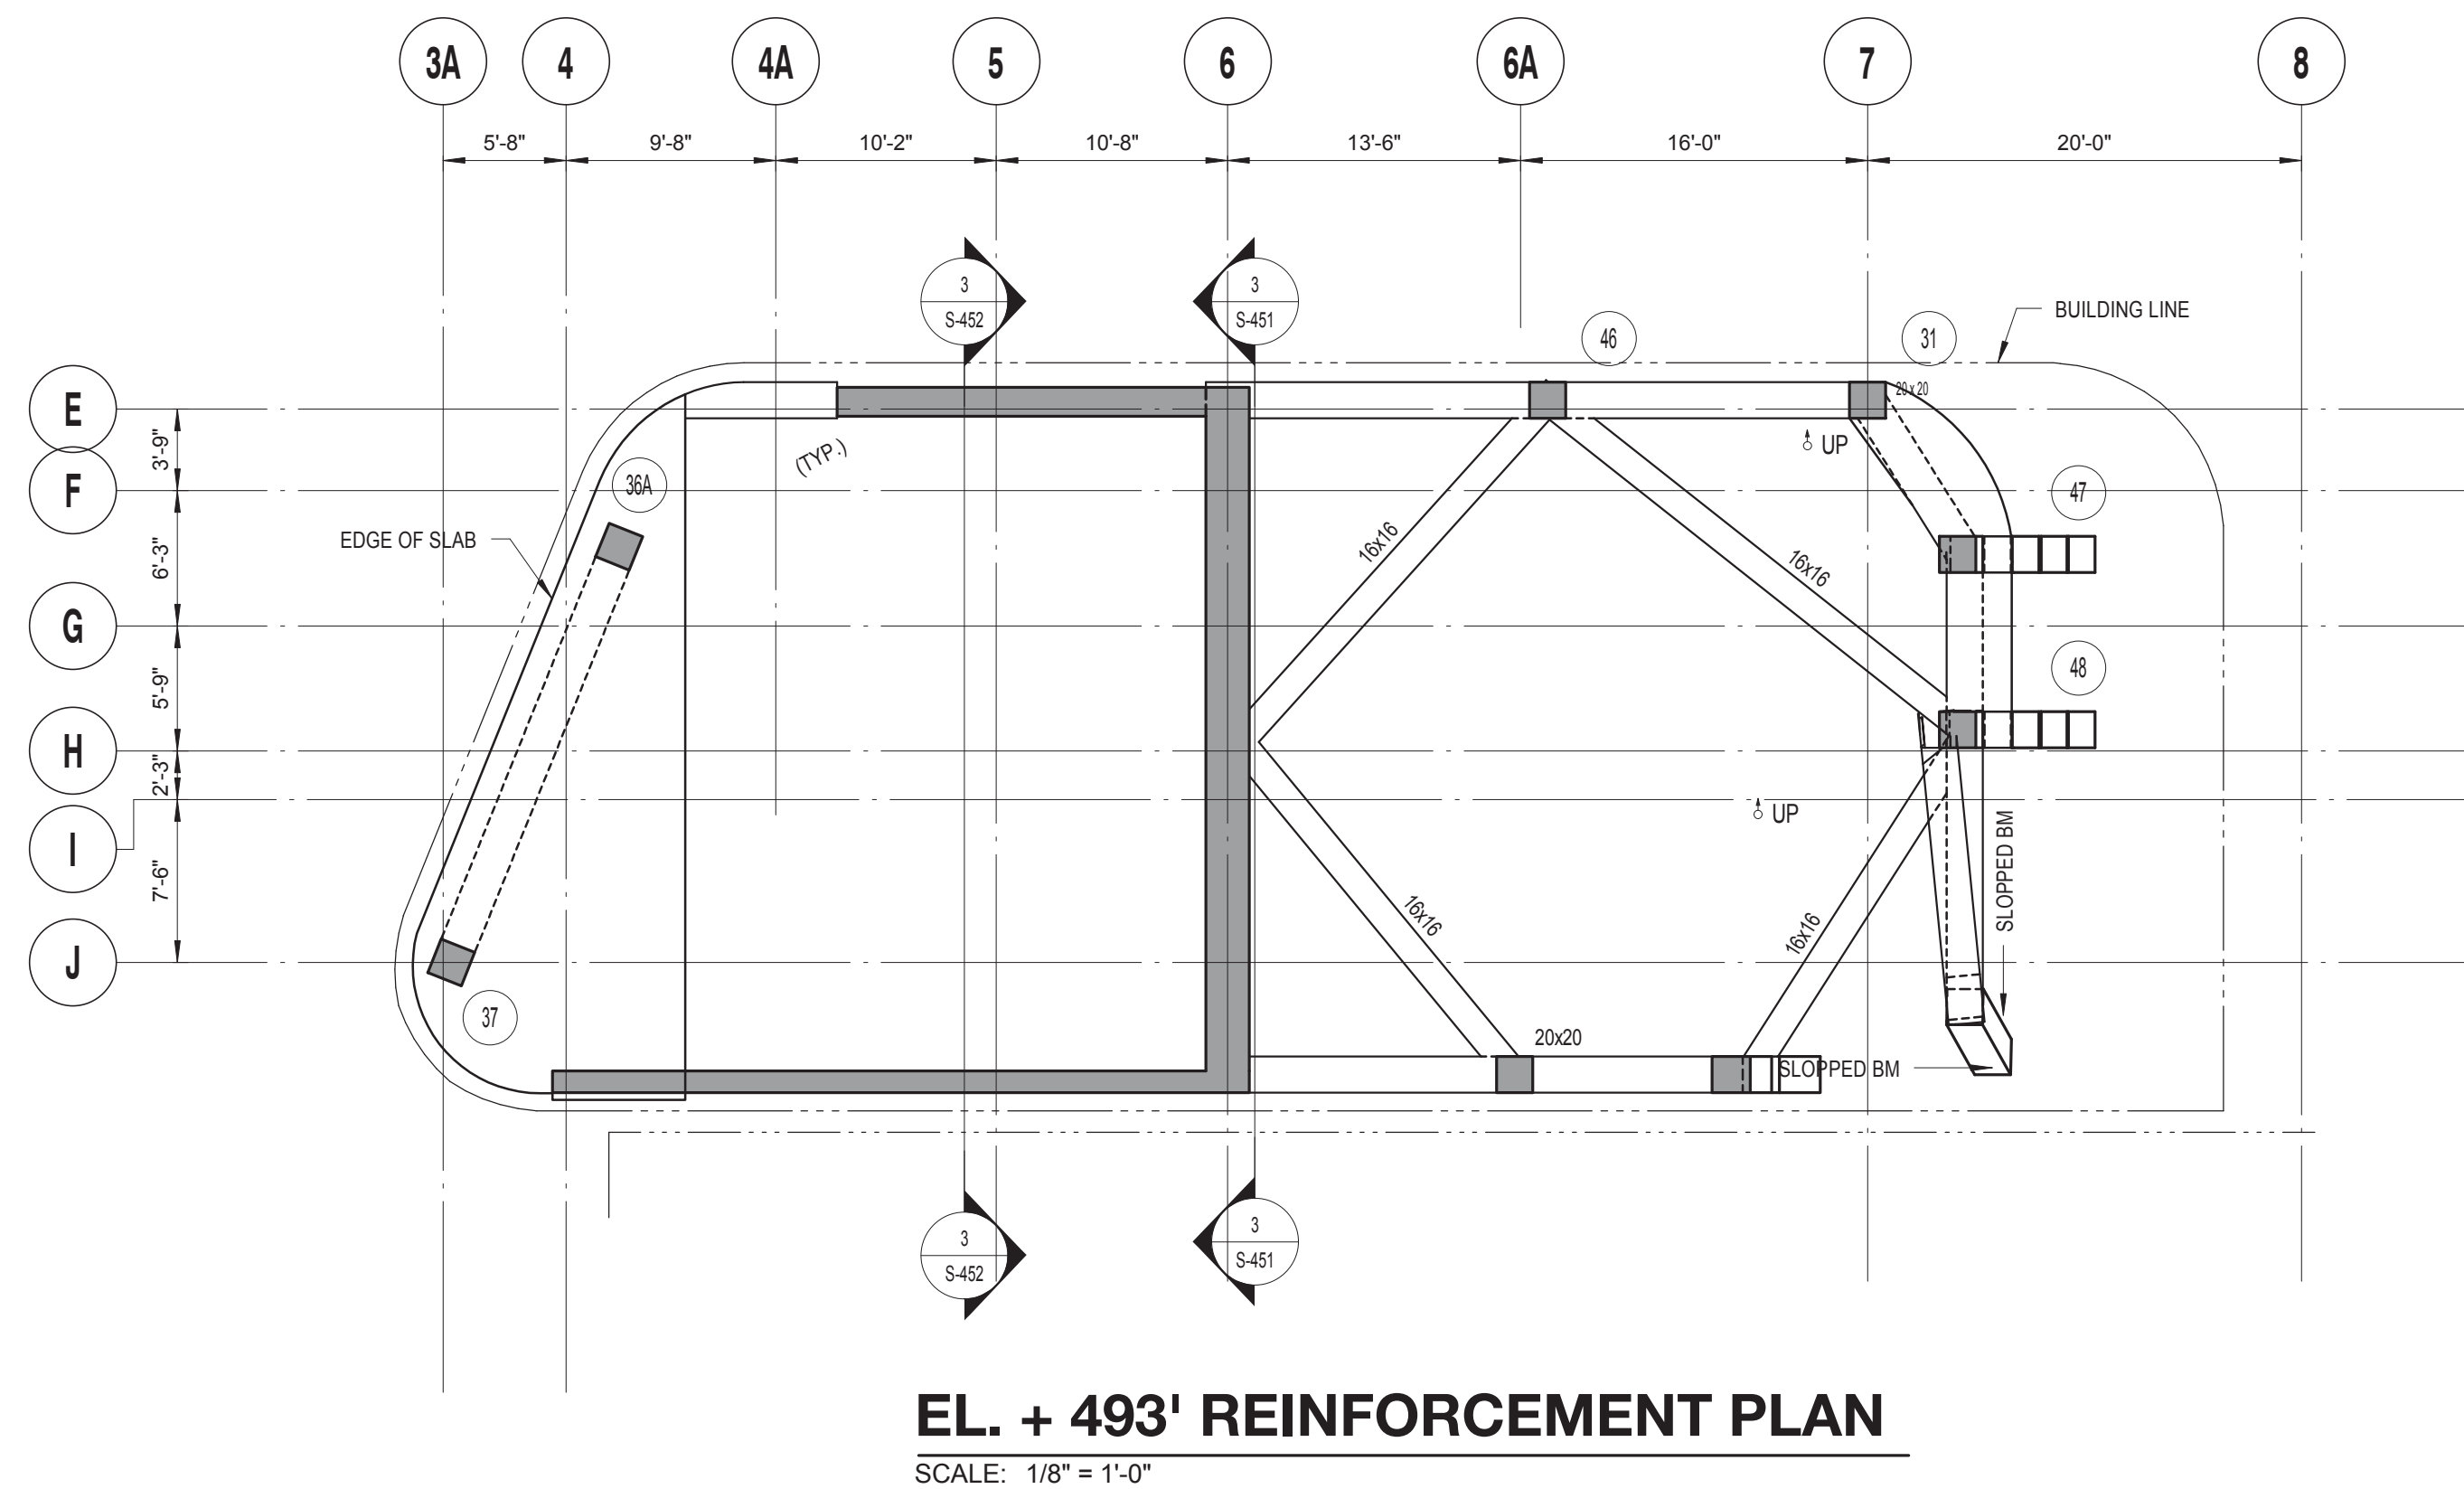 3A 4 4A 5 6 6A 7 8
5'-8" 9'-8" 10'-2" 10'-8" 13'-6" 16'-0" 20'-0"
3 3
S-452 S-451
BUILDING LINE
46 31
E
20 x 20
3'-9"
UP
(TYP.)
F
36A
47
EDGE OF SLAB
16x16
16x16
6'-3"
G
48
5'-9"
H
2'-3"
UP
I
SLOPPED BM
7'-6"
16x16
16x16
J
37
20x20
SLOPPED BM
3 3
S-452 S-451
EL. + 493' REINFORCEMENT PLAN
SCALE: 1/8" = 1'-0"